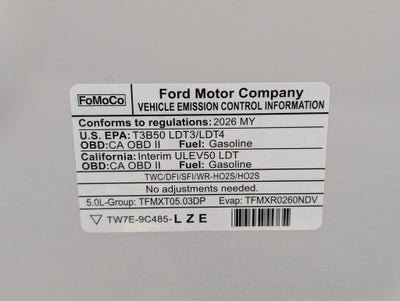 FoMoCo
Ford Motor Company
VEHICLE EMISSION CONTROL INFORMATION
Conforms to regulations: 2026 MY
U.S. EPA: T3B50 LDT3/LDT4
OBD: CA OBD II Fuel: Gasoline
California: Interim ULEV50 LDT
OBD: CA OBD II Fuel: Gasoline
TWC/DFI/SFI/WR-HO2S/HO2S
No adjustments needed.
5.0L-Group: TFMXT05.03DP Evap: TFMXR0260NDV
TW7E-9C485- L Z E